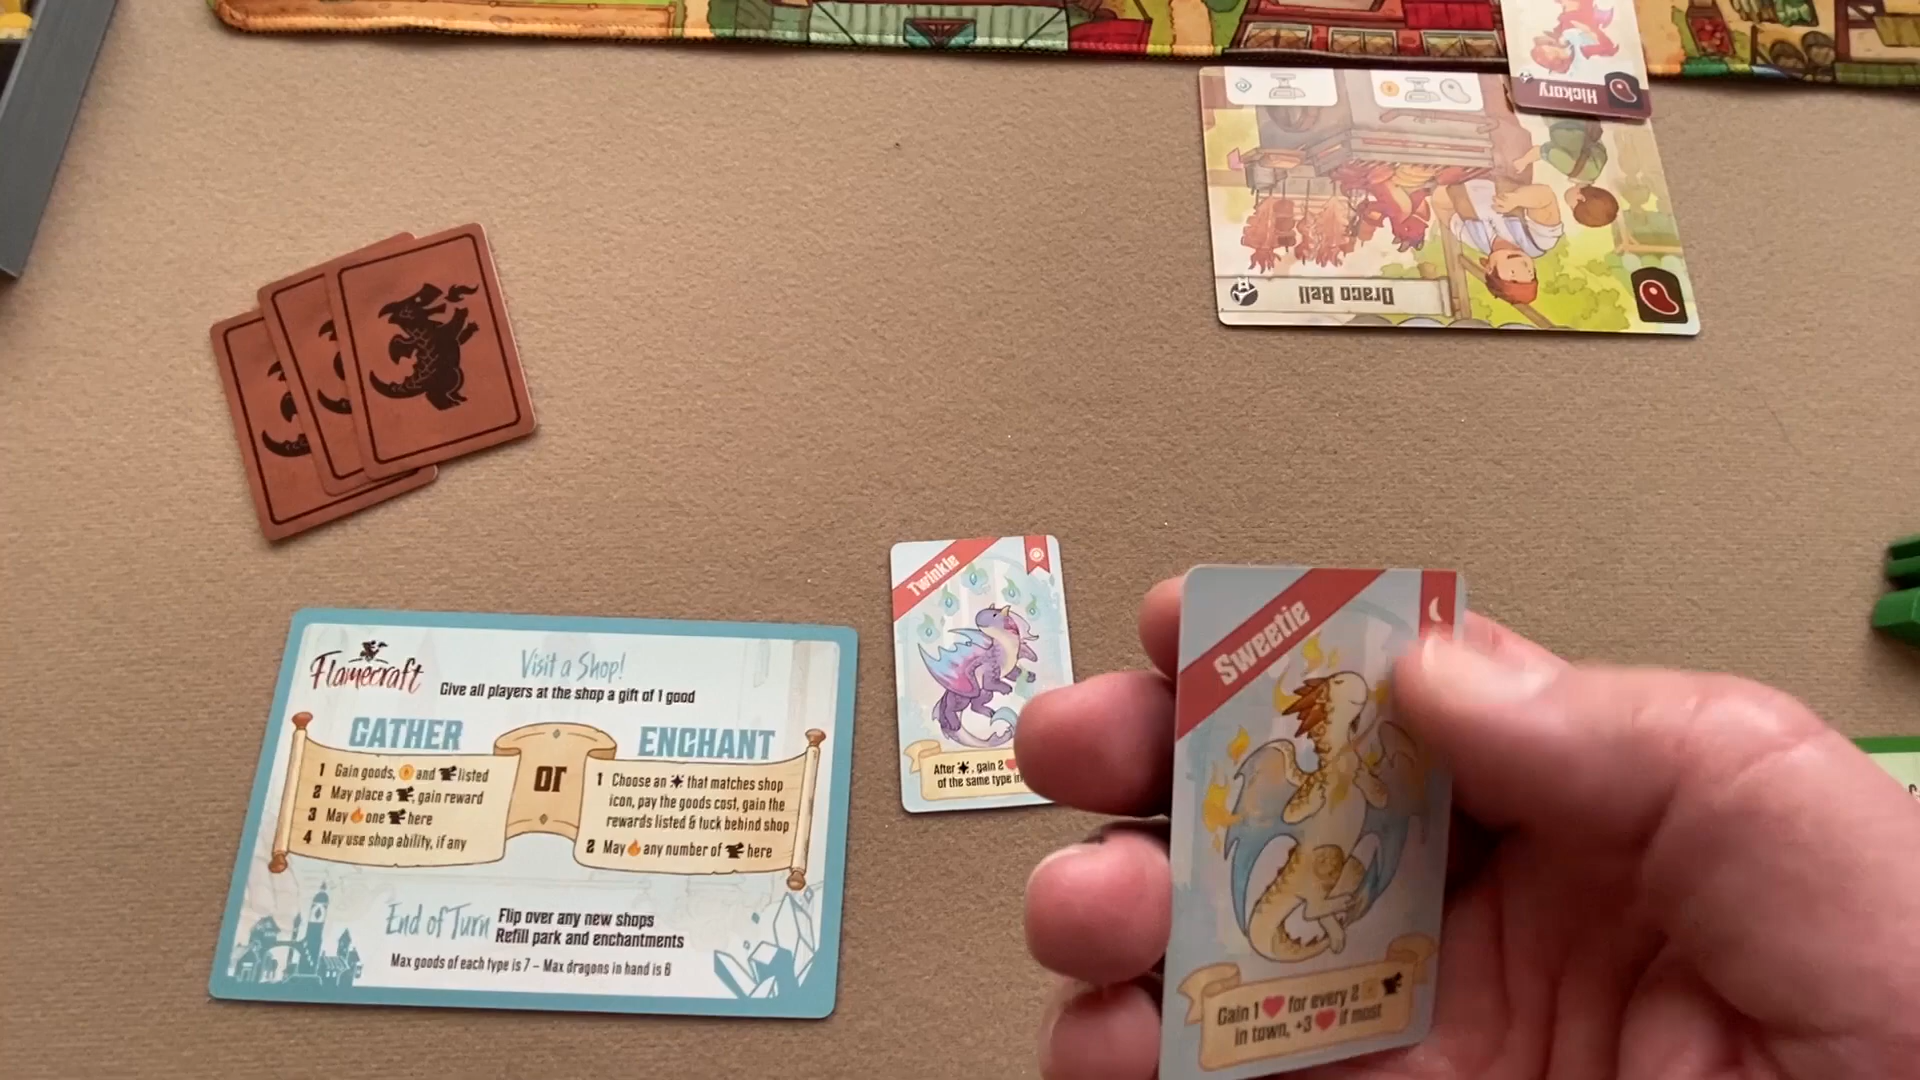 Hickory
Draco Bell
Twinkle
After , gain 2
of the same type in
Sweetie
Gain 1 for every 2
in town, +3 if most
Flamecraft
Visit a Shop!
Give all players at the shop a gift of 1 good
GATHER
1 Gain goods, and listed
2 May place a , gain reward
3 May one here
4 May use shop ability, if any
or
ENCHANT
1 Choose an that matches shop
icon, pay the goods cost, gain the
rewards listed & tuck behind shop
2 May any number of here
End of Turn
Flip over any new shops
Refill park and enchantments
Max goods of each type is 7 – Max dragons in hand is 6